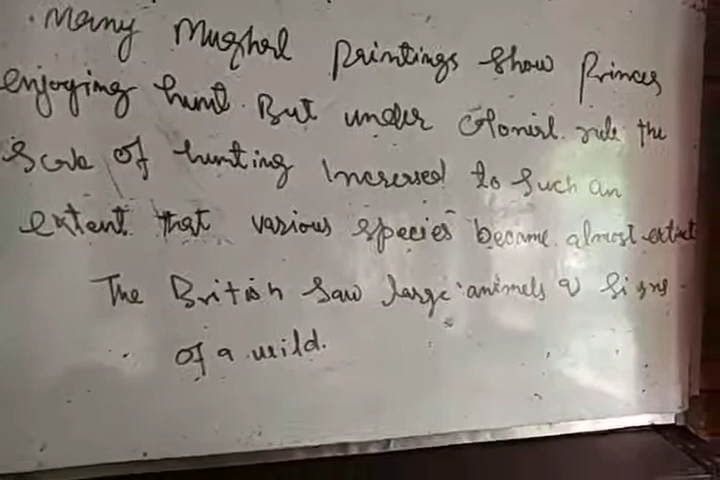 Many Mughal Paintings show Princes
enjoying hunt. But under Colonial rule the
Scale of hunting Increased to such an
extent that various species became almost extinct
The British saw large animals as signs
of a wild.